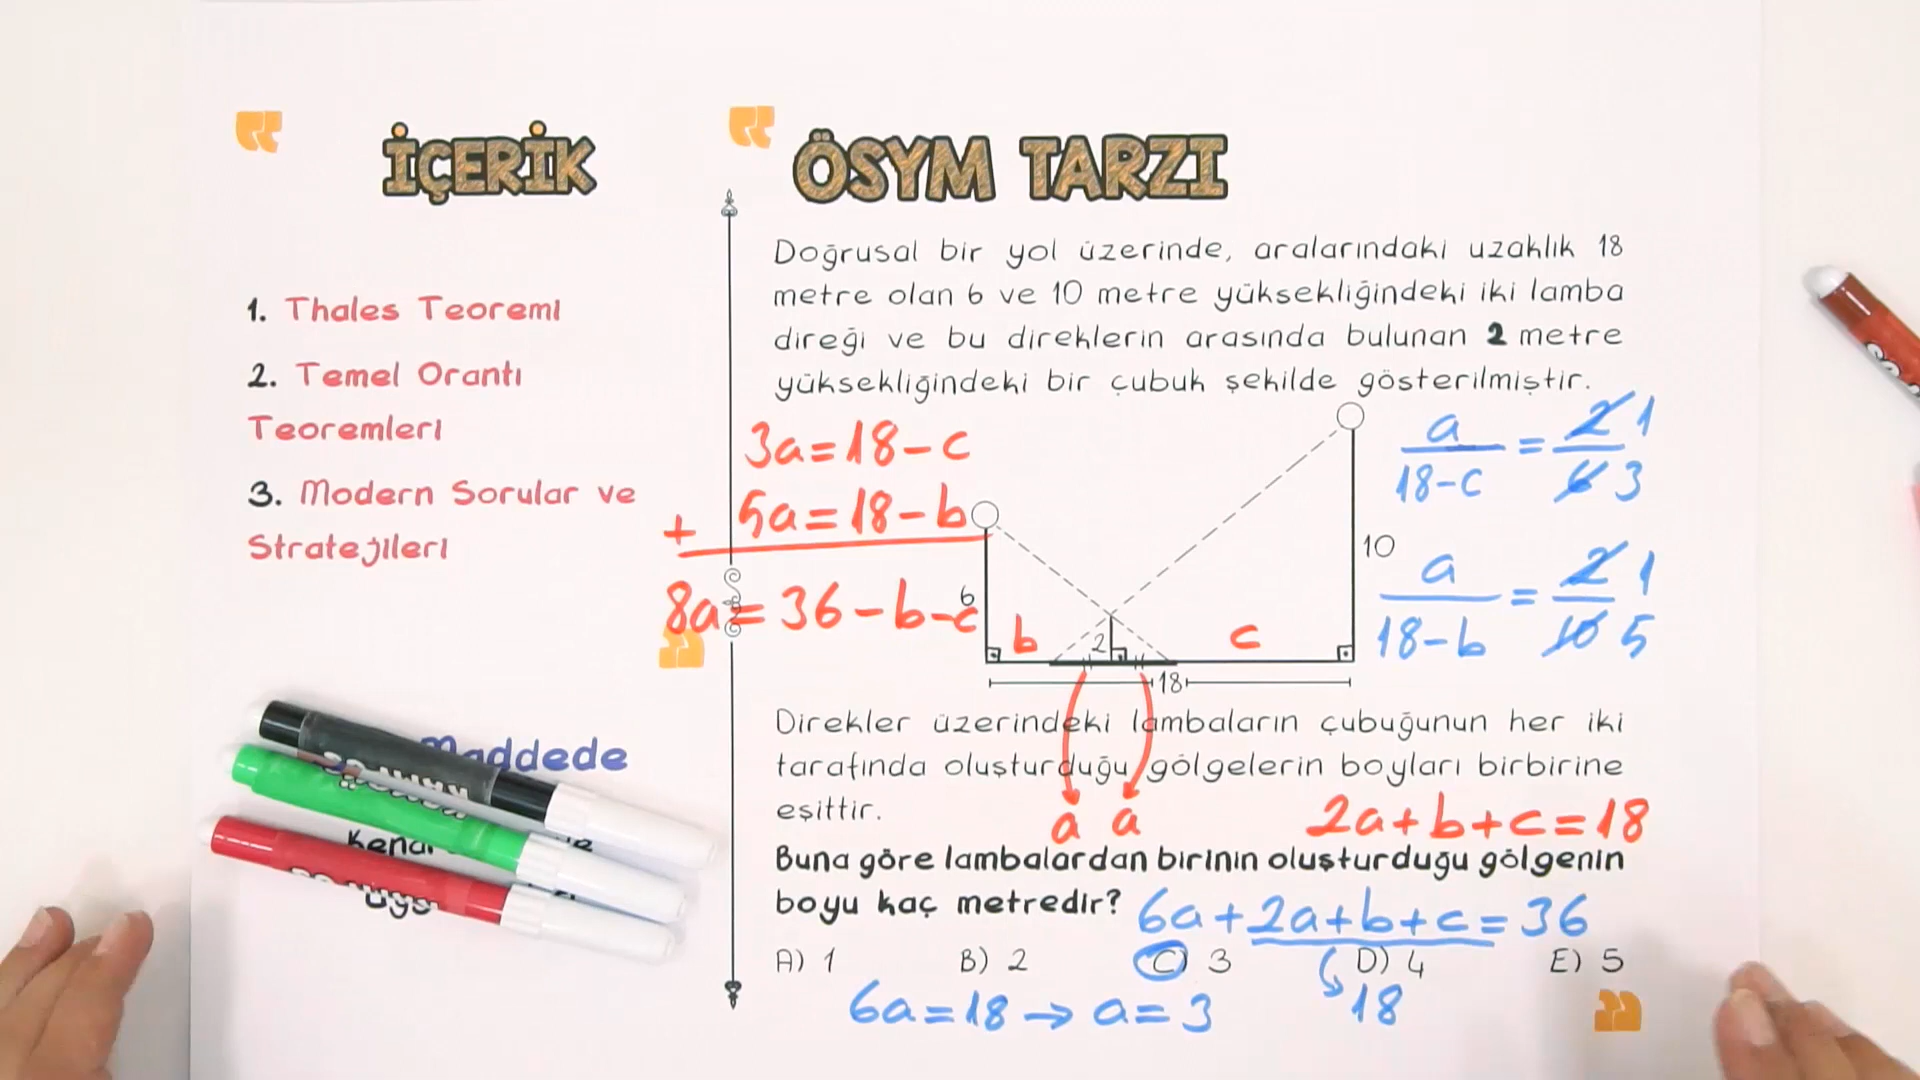 İÇERİK
1. Thales Teoremi
2. Temel Orantı
Teoremleri
3. Modern Sorular ve
Stratejileri
Maddede
ÖSYM TARZI
Doğrusal bir yol üzerinde, aralarındaki uzaklık 18
metre olan 6 ve 10 metre yüksekliğindeki iki lamba
direği ve bu direklerin arasında bulunan 2 metre
yüksekliğindeki bir çubuk şekilde gösterilmiştir.
3a=18-c
5a=18-b
+
8a=36-b-c
6
b
2
c
10
18
a/18-c = 2/6 1/3
a/18-b = 2/10 1/5
Direkler üzerindeki lambaların çubuğunun her iki
tarafında oluşturduğu gölgelerin boyları birbirine
eşittir.
a a
2a+b+c=18
Buna göre lambalardan birinin oluşturduğu gölgenin
boyu kaç metredir?
6a+2a+b+c=36
A) 1 B) 2 C) 3 D) 4 E) 5
6a=18→a=3
18